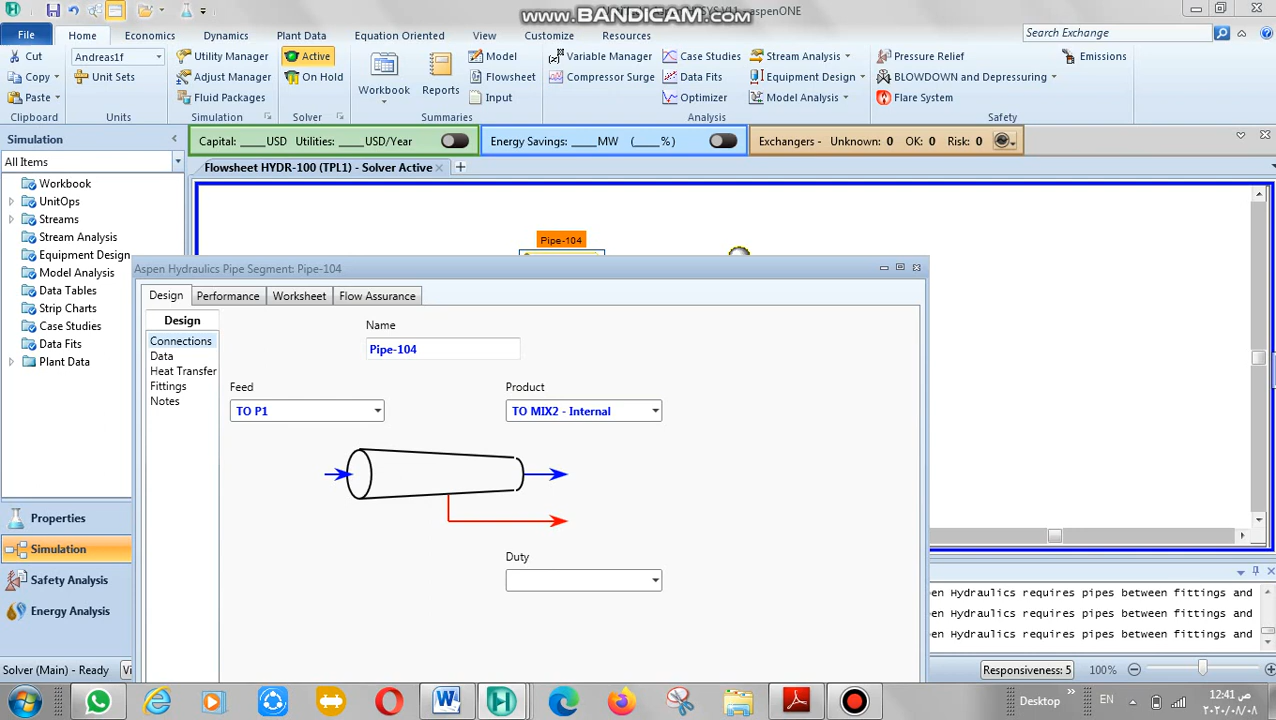 www.BANDICAM.com
aspenONE
File
Home
Economics
Dynamics
Plant Data
Equation Oriented
View
Customize
Resources
Search Exchange
Cut
Copy
Paste
Clipboard
Andreas1f
Unit Sets
Units
Utility Manager
Adjust Manager
Fluid Packages
Simulation
Active
On Hold
Solver
Workbook
Reports
Model
Flowsheet
Input
Summaries
Variable Manager
Compressor Surge
Case Studies
Data Fits
Optimizer
Stream Analysis
Equipment Design
Model Analysis
Analysis
Pressure Relief
BLOWDOWN and Depressuring
Flare System
Emissions
Safety
Simulation
Capital: ____USD Utilities: ____USD/Year
Energy Savings: ____MW (____%)
Exchangers - Unknown: 0 OK: 0 Risk: 0
All Items
Flowsheet HYDR-100 (TPL1) - Solver Active
Workbook
UnitOps
Streams
Stream Analysis
Equipment Design
Model Analysis
Data Tables
Strip Charts
Case Studies
Data Fits
Plant Data
Properties
Simulation
Safety Analysis
Energy Analysis
Pipe-104
Aspen Hydraulics Pipe Segment: Pipe-104
Design
Performance
Worksheet
Flow Assurance
Design
Connections
Data
Heat Transfer
Fittings
Notes
Name
Pipe-104
Feed
TO P1
Product
TO MIX2 - Internal
Duty
en Hydraulics requires pipes between fittings and
en Hydraulics requires pipes between fittings and
en Hydraulics requires pipes between fittings and
Solver (Main) - Ready
Vi
Responsiveness: 5
100%
Desktop
EN
12:41 ص
٢٠٢٠/٠٨/٠٨